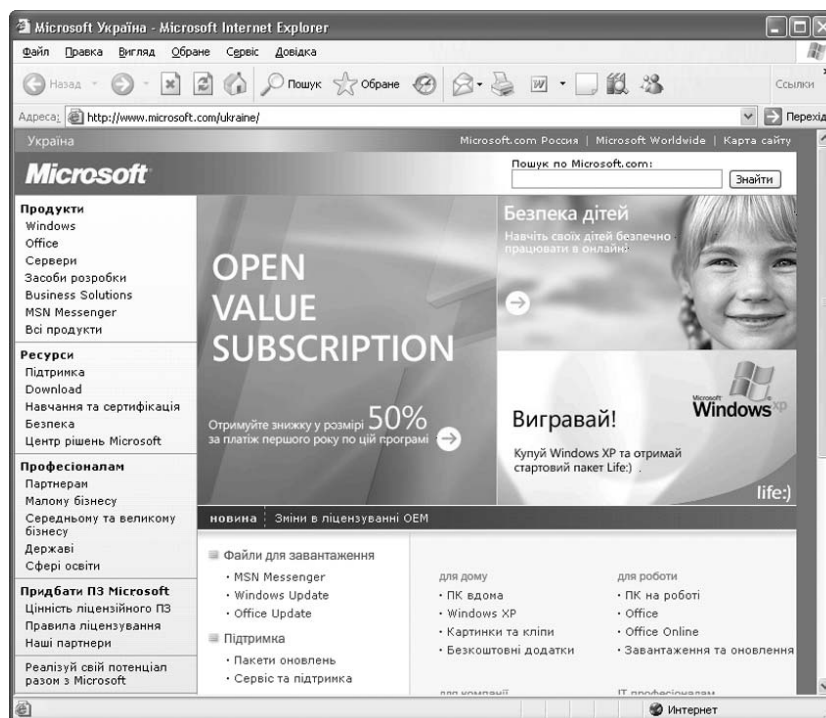 Microsoft Україна - Microsoft Internet Explorer
Файл Правка Вигляд Обране Сервіс Довідка
Назад Пошук Обране Ссылки
Адреса: http://www.microsoft.com/ukraine/ Перехід
Україна Microsoft.com Россия | Microsoft Worldwide | Карта сайту
Microsoft
Пошук по Microsoft.com:
Знайти
Продукти
Windows
Office
Сервери
Засоби розробки
Business Solutions
MSN Messenger
Всі продукти
Ресурси
Підтримка
Download
Навчання та сертифікація
Безпека
Центр рішень Microsoft
Професіоналам
Партнерам
Малому бізнесу
Середньому та великому
бізнесу
Державі
Сфері освіти
Придбати ПЗ Microsoft
Цінність ліцензійного ПЗ
Правила ліцензування
Наші партнери
Реалізуй свій потенціал
разом з Microsoft
OPEN
VALUE
SUBSCRIPTION
Отримуйте знижку у розмірі 50%
за платіж першого року по цій програмі
Безпека дітей
Навчіть своїх дітей безпечно
працювати в онлайні
Microsoft
Windows xp
Вигравай!
Купуй Windows XP та отримай
стартовий пакет Life:) .
life:)
новина Зміни в ліцензуванні OEM
Файли для завантаження
· MSN Messenger
· Windows Update
· Office Update
Підтримка
· Пакети оновлень
· Сервіс та підтримка
для дому
· ПК вдома
· Windows XP
· Картинки та кліпи
· Безкоштовні додатки
для компанії
для роботи
· ПК на роботі
· Office
· Office Online
· Завантаження та оновлення
ІТ професіоналам
Интернет